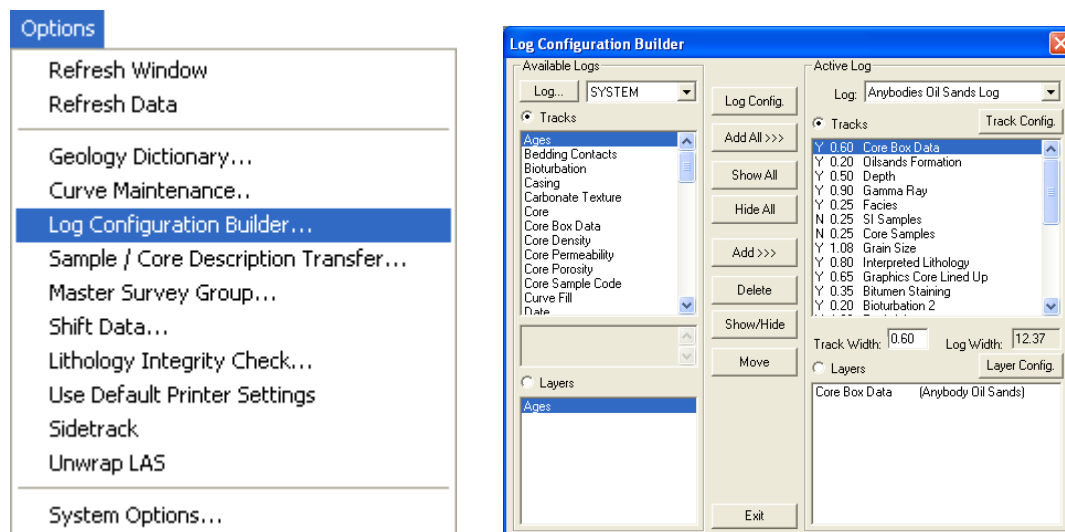 Options
Refresh Window
Refresh Data
Geology Dictionary...
Curve Maintenance..
Log Configuration Builder...
Sample / Core Description Transfer...
Master Survey Group...
Shift Data...
Lithology Integrity Check...
Use Default Printer Settings
Sidetrack
Unwrap LAS
System Options...
Log Configuration Builder
Available Logs
Log... SYSTEM
Tracks
Ages
Bedding Contacts
Bioturbation
Casing
Carbonate Texture
Core
Core Box Data
Core Density
Core Permeability
Core Porosity
Core Sample Code
Curve Fill
Date
Layers
Ages
Log Config.
Add All >>>
Show All
Hide All
Add >>>
Delete
Show/Hide
Move
Exit
Active Log
Log: Anybodies Oil Sands Log
Tracks Track Config.
Y 0.60 Core Box Data
Y 0.20 Oilsands Formation
Y 0.50 Depth
Y 0.90 Gamma Ray
Y 0.25 Facies
N 0.25 SI Samples
N 0.25 Core Samples
Y 1.08 Grain Size
Y 0.80 Interpreted Lithology
Y 0.65 Graphics Core Lined Up
Y 0.35 Bitumen Staining
Y 0.20 Bioturbation 2
Track Width: 0.60 Log Width: 12.37
Layers Layer Config.
Core Box Data (Anybody Oil Sands)